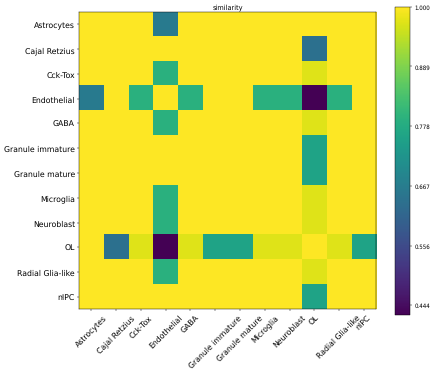 similarity
Astrocytes
Cajal Retzius
Cck-Tox
Endothelial
GABA
Granule immature
Granule mature
Microglia
Neuroblast
OL
Radial Glia-like
nIPC
Astrocytes
Cajal Retzius
Cck-Tox
Endothelial
GABA
Granule immature
Granule mature
Microglia
Neuroblast
OL
Radial Glia-like
nIPC
1.000
0.889
0.778
0.667
0.556
0.444